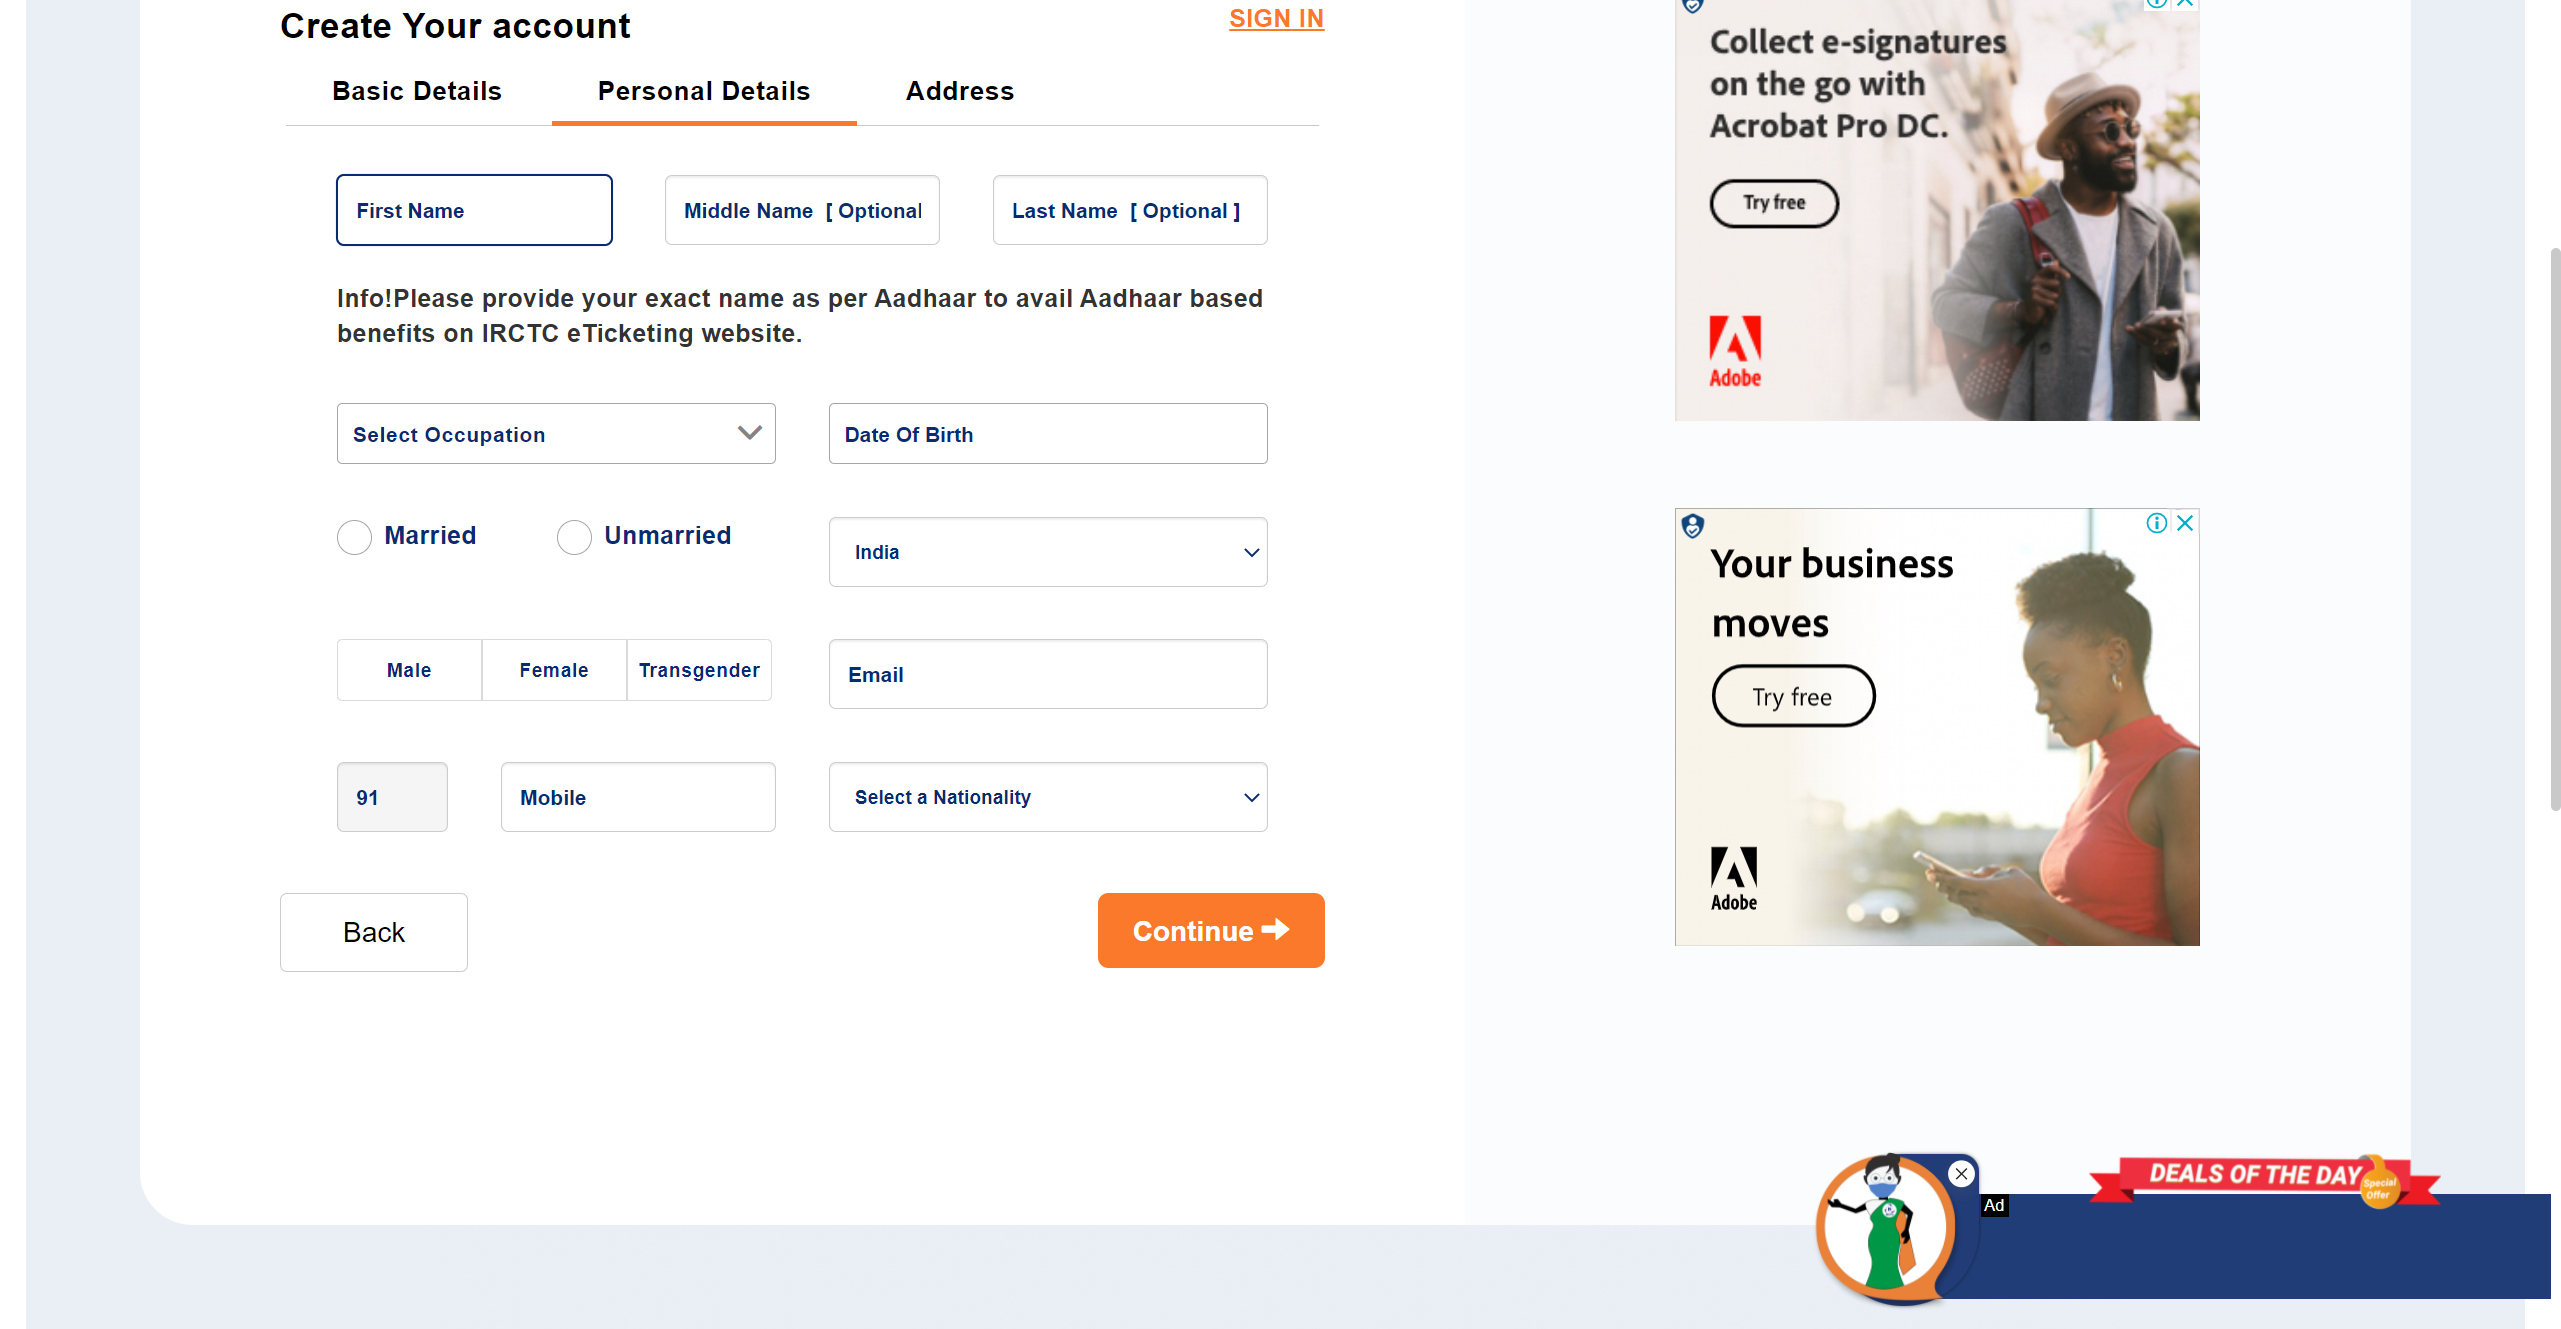 Create Your account
SIGN IN
Basic Details
Personal Details
Address
First Name
Middle Name [ Optional
Last Name [ Optional ]
Info!Please provide your exact name as per Aadhaar to avail Aadhaar based
benefits on IRCTC eTicketing website.
Select Occupation
Date Of Birth
Married
Unmarried
India
Male
Female
Transgender
Email
91
Mobile
Select a Nationality
Back
Continue
Collect e-signatures
on the go with
Acrobat Pro DC.
Try free
Adobe
Your business
moves
Try free
Adobe
DEALS OF THE DAY
Special
Offer
Ad